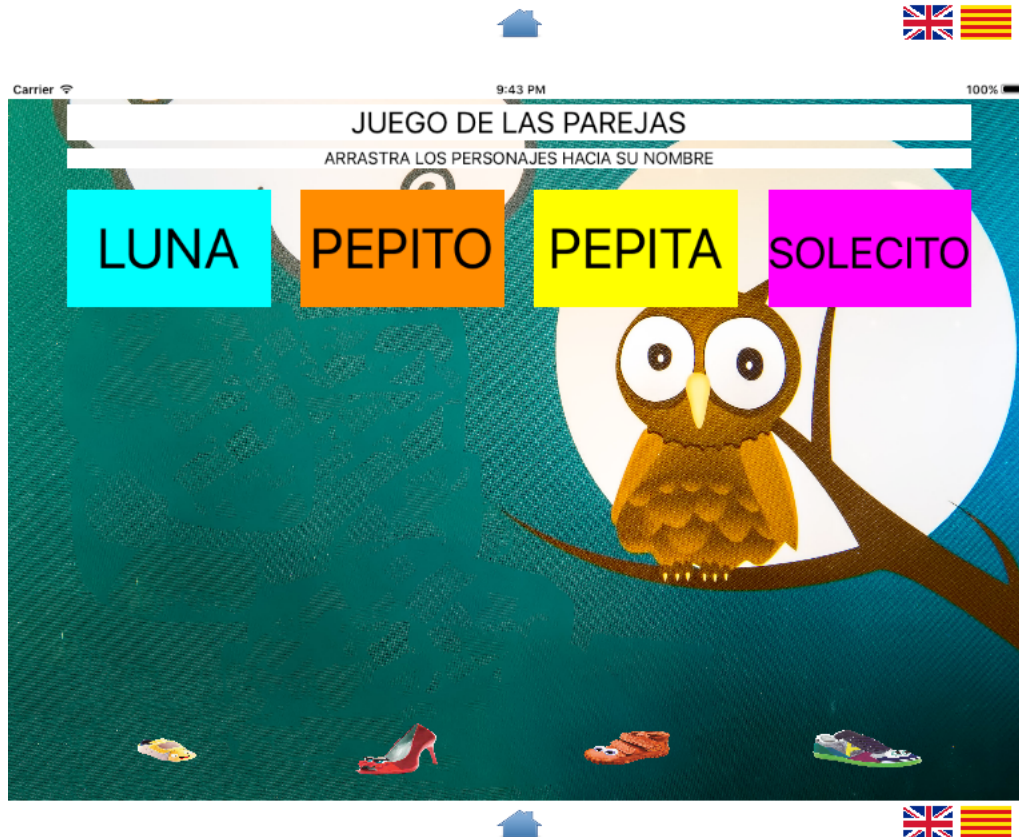 Carrier 9:43 PM 100%
JUEGO DE LAS PAREJAS
ARRASTRA LOS PERSONAJES HACIA SU NOMBRE
LUNA PEPITO PEPITA SOLECITO